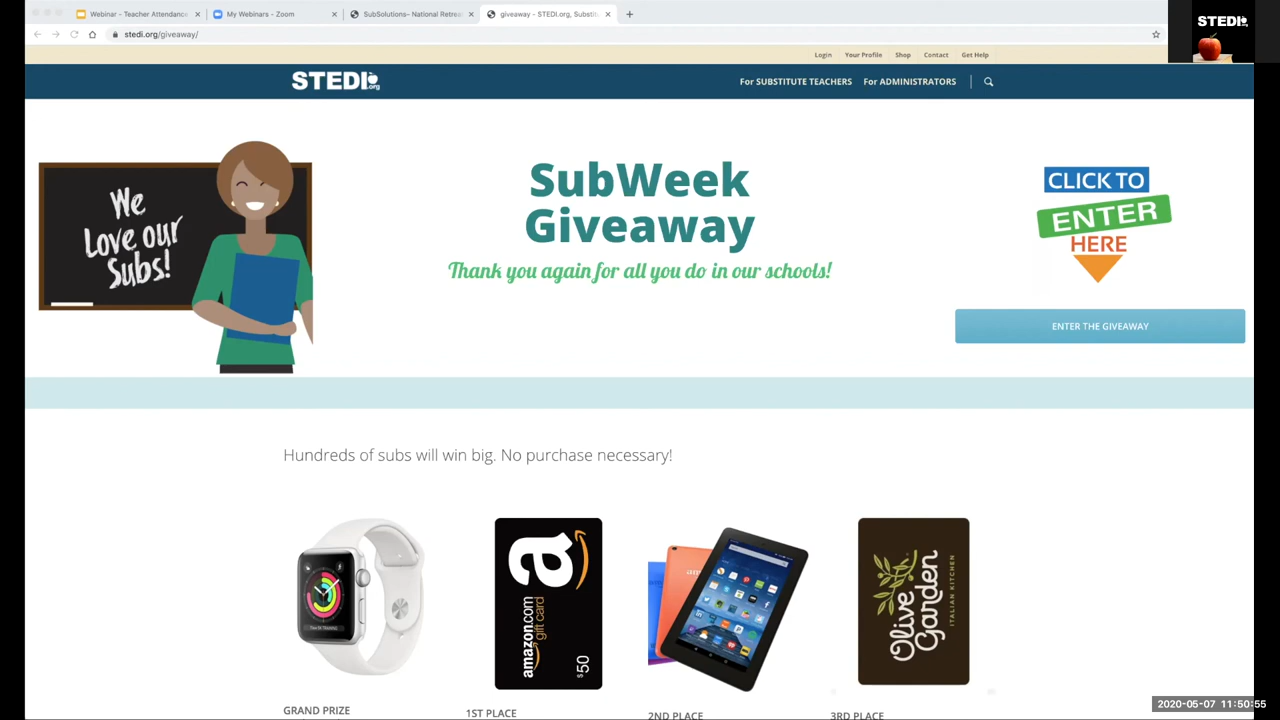 Webinar - Teacher Attendanc
My Webinars - Zoom
SubSolutions– National Retrea
giveaway – STEDI.org, Substit
stedi.org/giveaway/
STEDI
Login
Your Profile
Shop
Contact
Get Help
STEDI.org
For SUBSTITUTE TEACHERS
For ADMINISTRATORS
We
Love our
Subs!
SubWeek
Giveaway
Thank you again for all you do in our schools!
CLICK TO
ENTER
HERE
ENTER THE GIVEAWAY
Hundreds of subs will win big. No purchase necessary!
a
amazon.com
gift card
$50
Olive
Garden
ITALIAN KITCHEN
GRAND PRIZE
1ST PLACE
2ND PLACE
3RD PLACE
2020-05-07 11:50:55